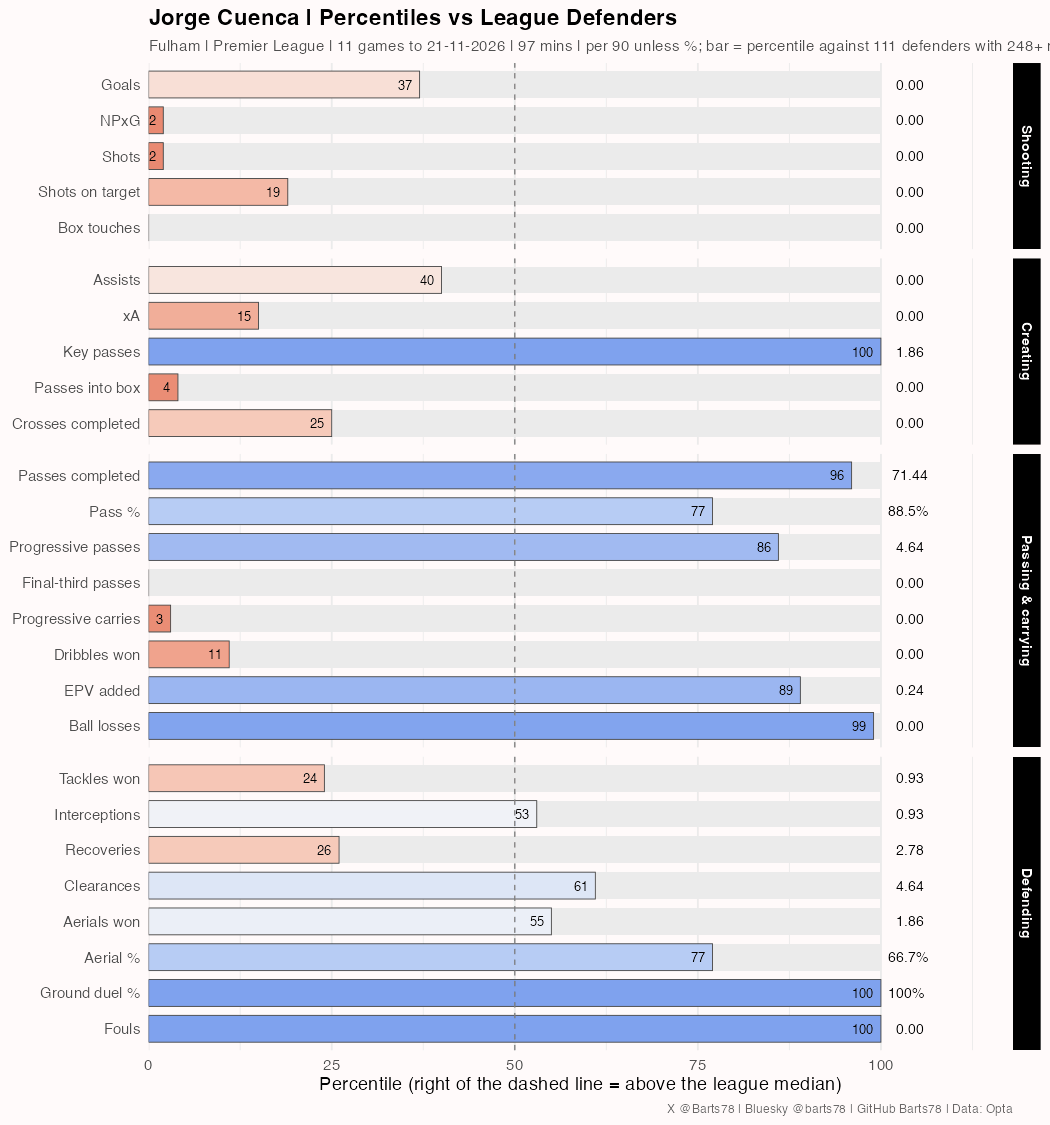 Jorge Cuenca | Percentiles vs League Defenders
Fulham | Premier League | 11 games to 21-11-2026 | 97 mins | per 90 unless %; bar = percentile against 111 defenders with 248+
Goals 37 0.00
NPxG 2 0.00
Shots 2 0.00
Shots on target 19 0.00
Box touches 0.00
Shooting
Assists 40 0.00
xA 15 0.00
Key passes 100 1.86
Passes into box 4 0.00
Crosses completed 25 0.00
Creating
Passes completed 96 71.44
Pass % 77 88.5%
Progressive passes 86 4.64
Final-third passes 0.00
Progressive carries 3 0.00
Dribbles won 11 0.00
EPV added 89 0.24
Ball losses 99 0.00
Passing & carrying
Tackles won 24 0.93
Interceptions 53 0.93
Recoveries 26 2.78
Clearances 61 4.64
Aerials won 55 1.86
Aerial % 77 66.7%
Ground duel % 100 100%
Fouls 100 0.00
Defending
0 25 50 75 100
Percentile (right of the dashed line = above the league median)
X @Barts78 | Bluesky @barts78 | GitHub Barts78 | Data: Opta